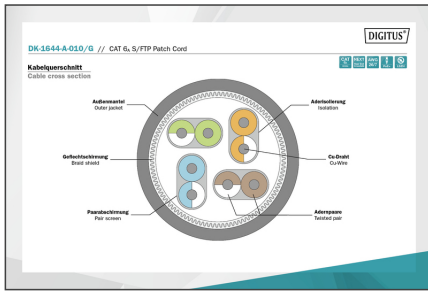 DIGITUS
DK-1644-A-010/G // CAT 6A S/FTP Patch Cord
Kabelquerschnitt
Cable cross section
Außenmantel
Outer jacket
Aderisolierung
Isolation
Geflechtschirmung
Braid shield
Cu-Draht
Cu-Wire
Paarabschirmung
Pair screen
Adernpaare
Twisted pair